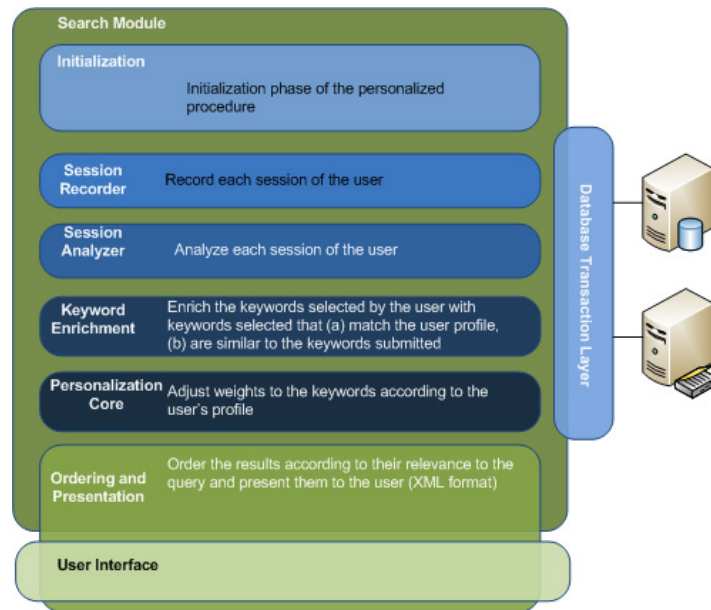 Search Module
Initialization
Initialization phase of the personalized
procedure
Session
Recorder
Record each session of the user
Session
Analyzer
Analyze each session of the user
Keyword
Enrichment
Enrich the keywords selected by the user with
keywords selected that (a) match the user profile,
(b) are similar to the keywords submitted
Personalization
Core
Adjust weights to the keywords according to the
user's profile
Ordering and
Presentation
Order the results according to their relevance to the
query and present them to the user (XML format)
User Interface
Database Transaction Layer